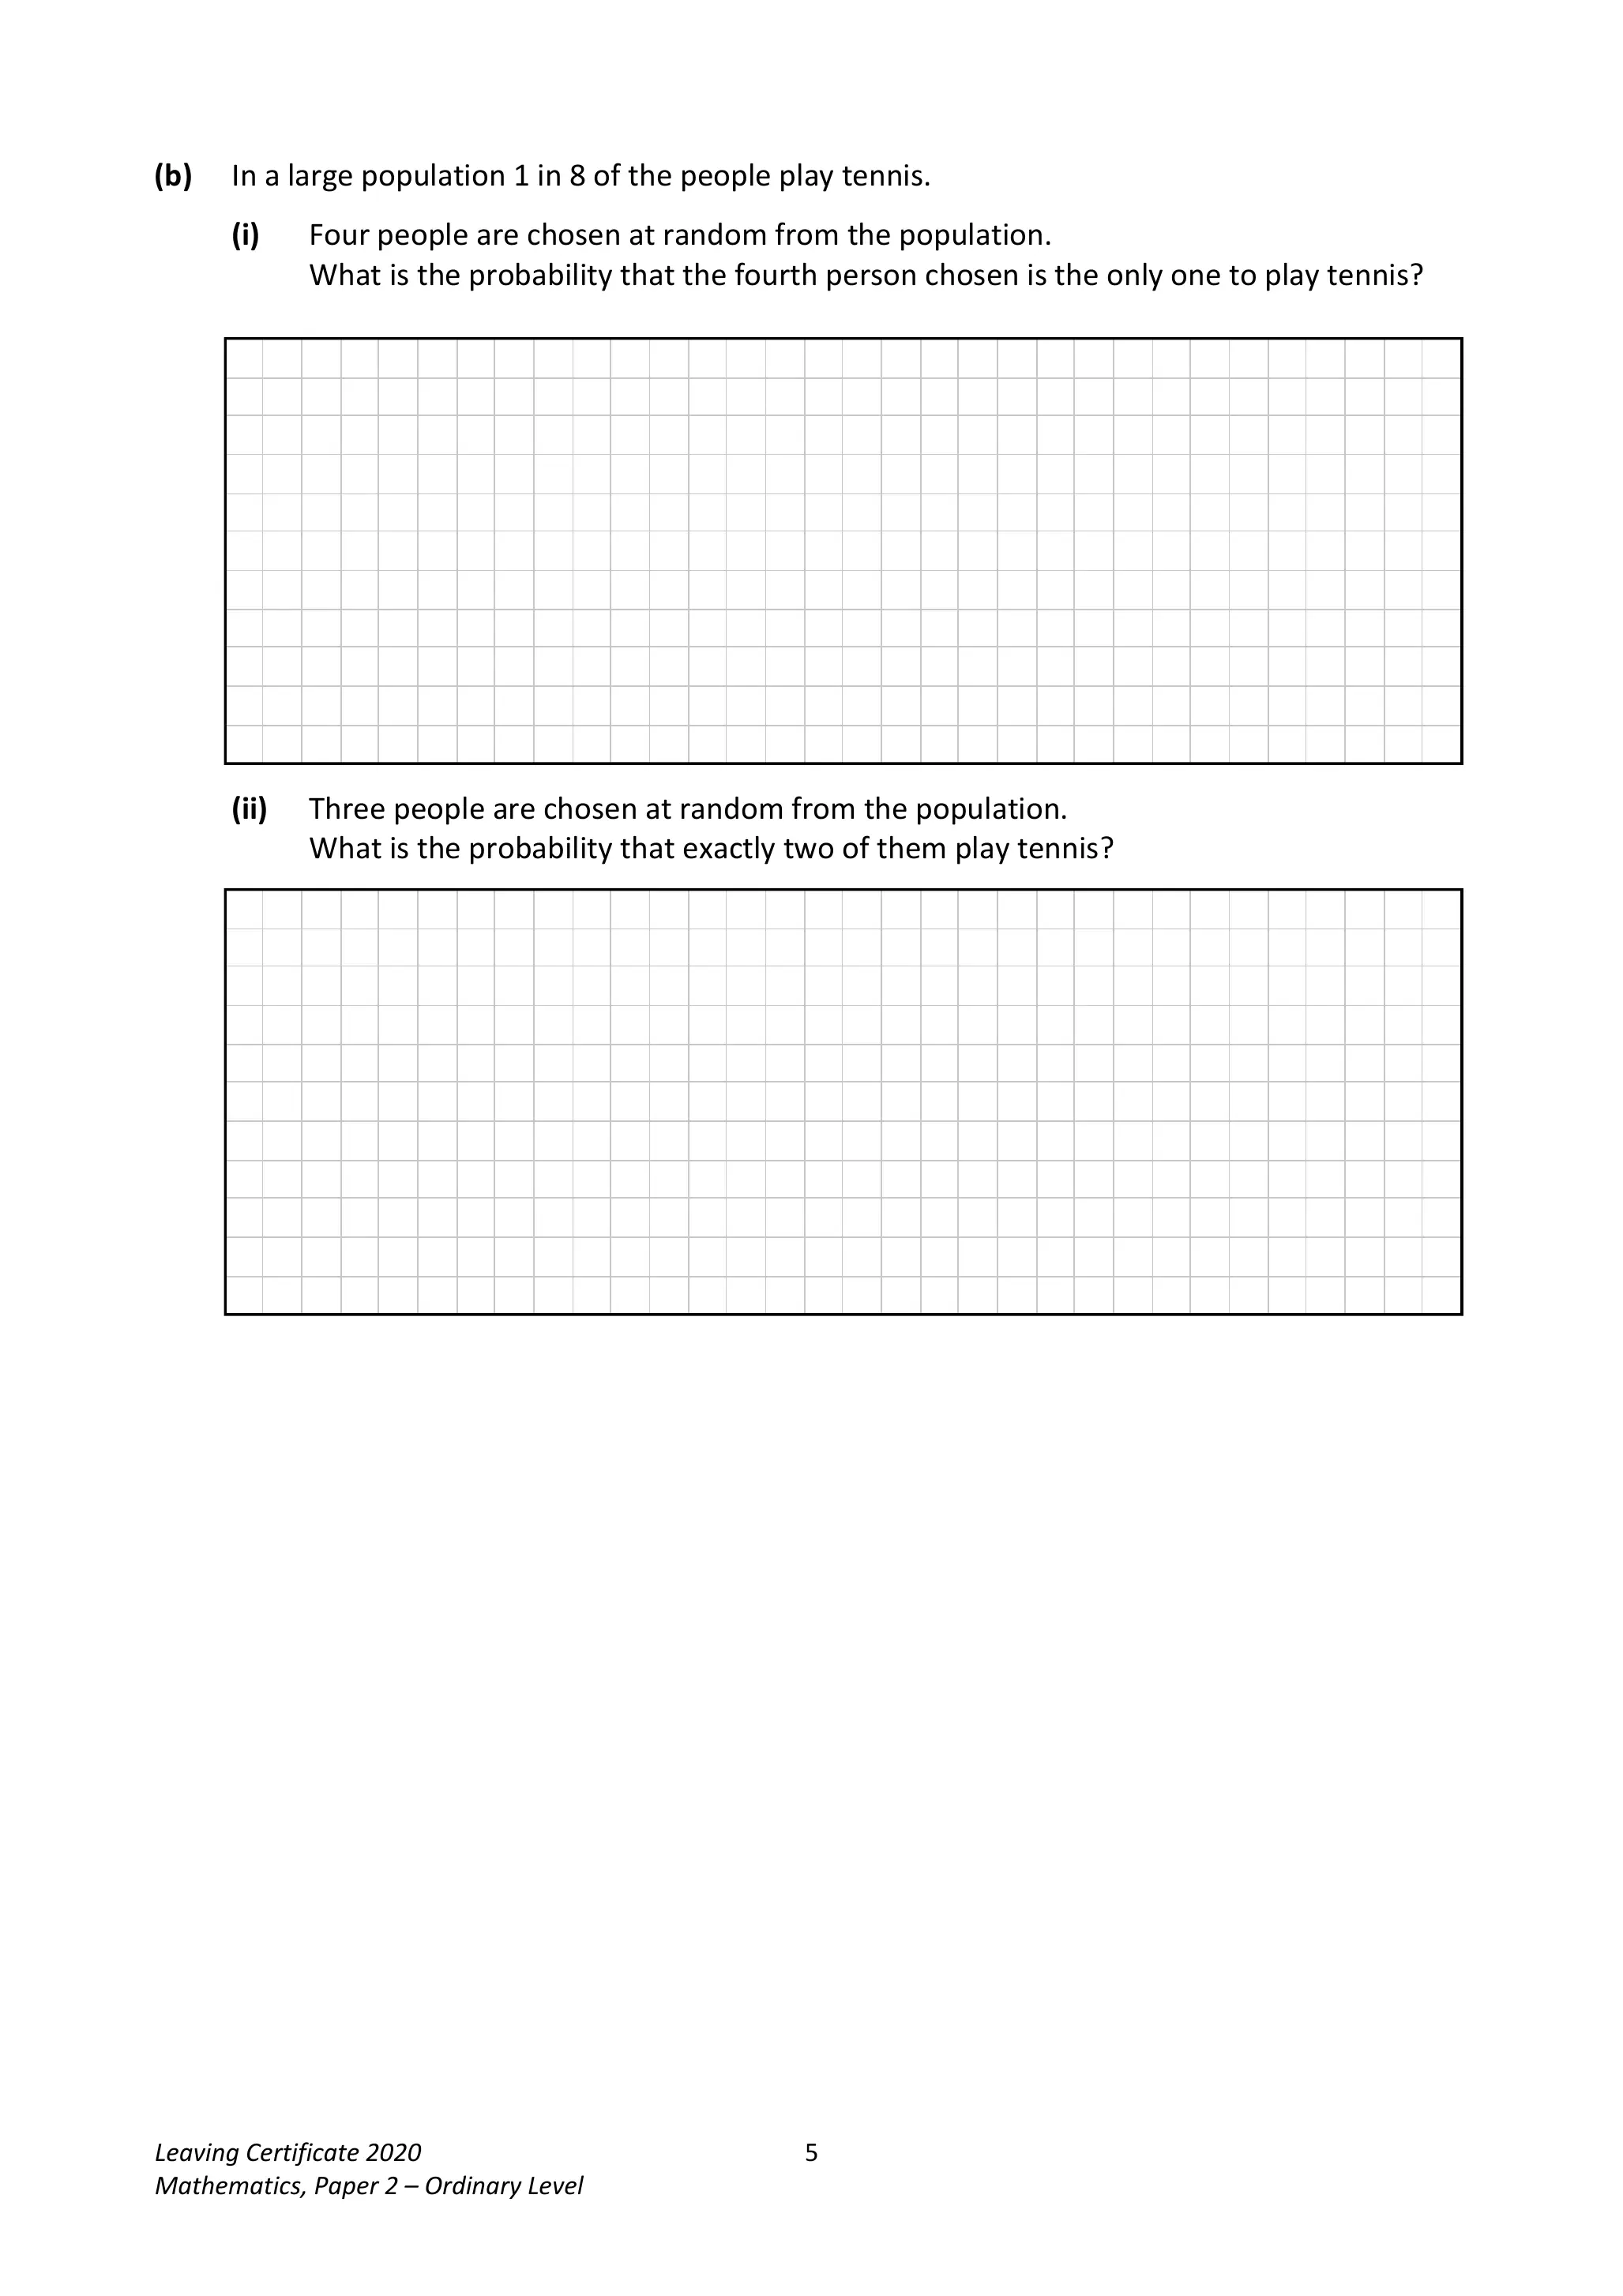 (b) In a large population 1 in 8 of the people play tennis.
(i) Four people are chosen at random from the population.
What is the probability that the fourth person chosen is the only one to play tennis?
(ii) Three people are chosen at random from the population.
What is the probability that exactly two of them play tennis?
Leaving Certificate 2020 5
Mathematics, Paper 2 – Ordinary Level